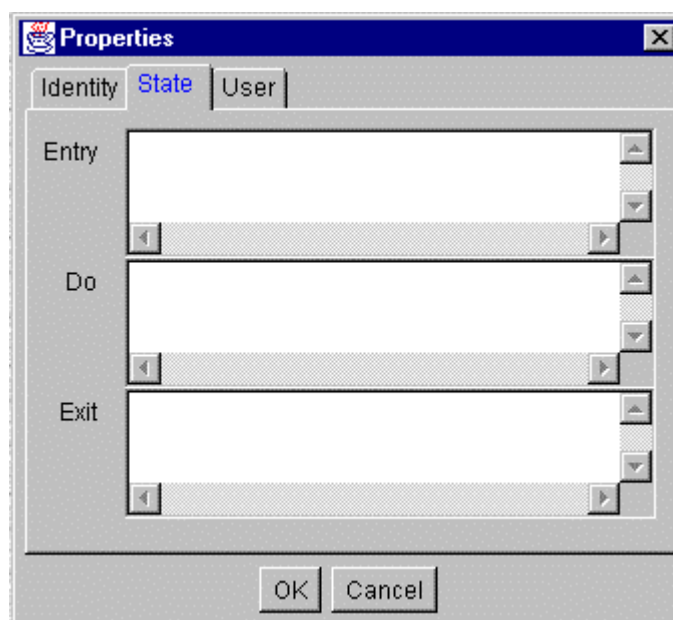 Properties
Identity State User
Entry
Do
Exit
OK Cancel